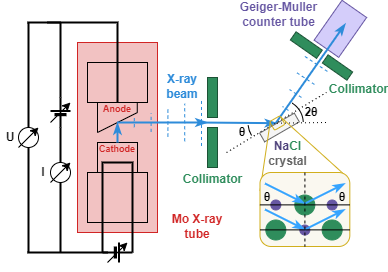 Geiger-Muller
counter tube
X-ray
beam
Collimator
Anode
U
Cathode
I
θ
2θ
NaCl
crystal
Collimator
Mo X-ray
tube
θ
θ